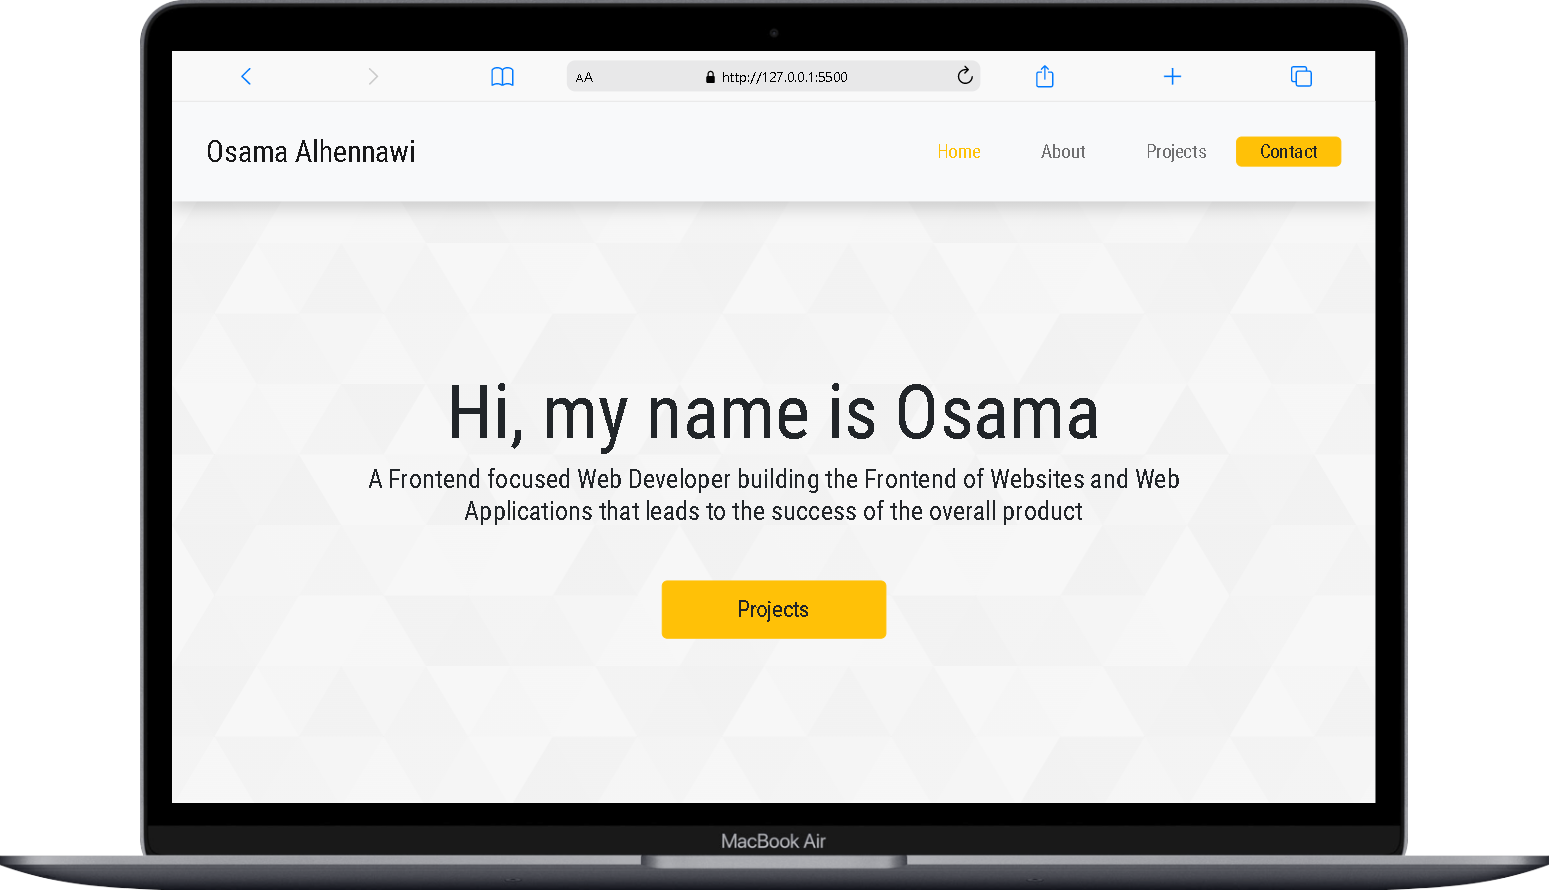 AA http://127.0.0.1:5500
Osama Alhennawi Home About Projects Contact
Hi, my name is Osama
A Frontend focused Web Developer building the Frontend of Websites and Web
Applications that leads to the success of the overall product
Projects
MacBook Air